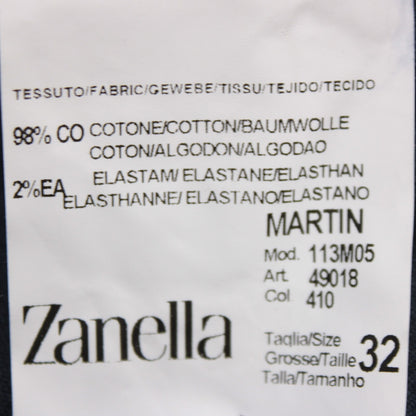 TESSUTO/FABRIC/GEWEBE/TISSU/TEJIDO/TECIDO
98% CO COTONE/COTTON/BAUMWOLLE
COTON/ALGODON/ALGODAO
2%EA ELASTAM/ ELASTANE/ELASTHAN
ELASTHANNE/ ELASTANO/ELASTANO
MARTIN
Mod. 113M05
Art. 49018
Col. 410
Zanella
Taglia/Size
Grosse/Taille 32
Talla/Tamanho